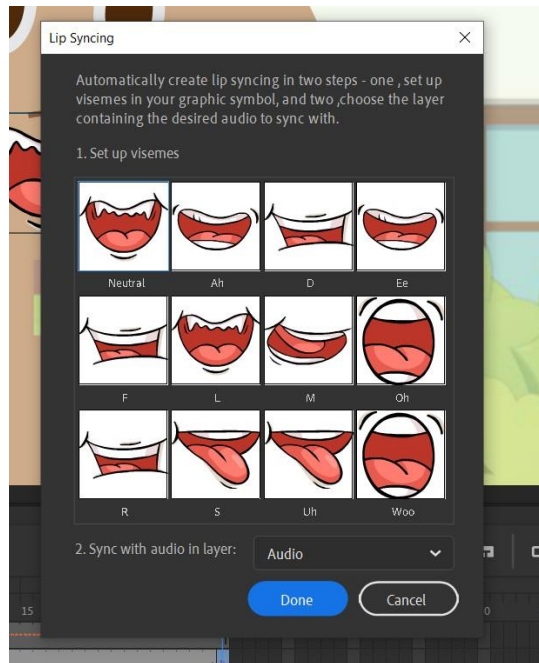 Lip Syncing
Automatically create lip syncing in two steps - one , set up
visemes in your graphic symbol, and two ,choose the layer
containing the desired audio to sync with.
1. Set up visemes
Neutral Ah D Ee
F L M Oh
R S Uh Woo
2. Sync with audio in layer: Audio
Done Cancel
15
0